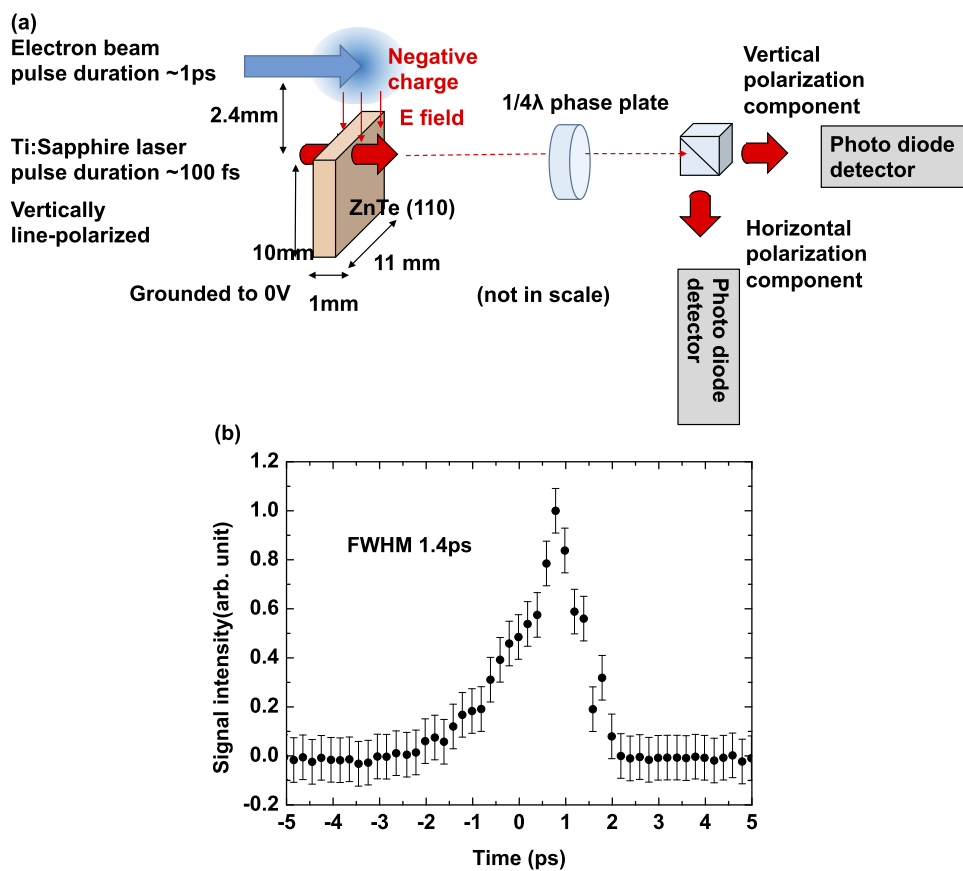 (a)
Electron beam
pulse duration ~1ps
Negative
charge
E field
2.4mm
Ti:Sapphire laser
pulse duration ~100 fs
Vertically
line-polarized
ZnTe (110)
10mm
11 mm
1mm
Grounded to 0V
(not in scale)
1/4λ phase plate
Vertical
polarization
component
Photo diode
detector
Horizontal
polarization
component
Photo diode
detector
(b)
FWHM 1.4ps
Signal intensity(arb. unit)
1.2
1.0
0.8
0.6
0.4
0.2
0.0
-0.2
-5 -4 -3 -2 -1 0 1 2 3 4 5
Time (ps)